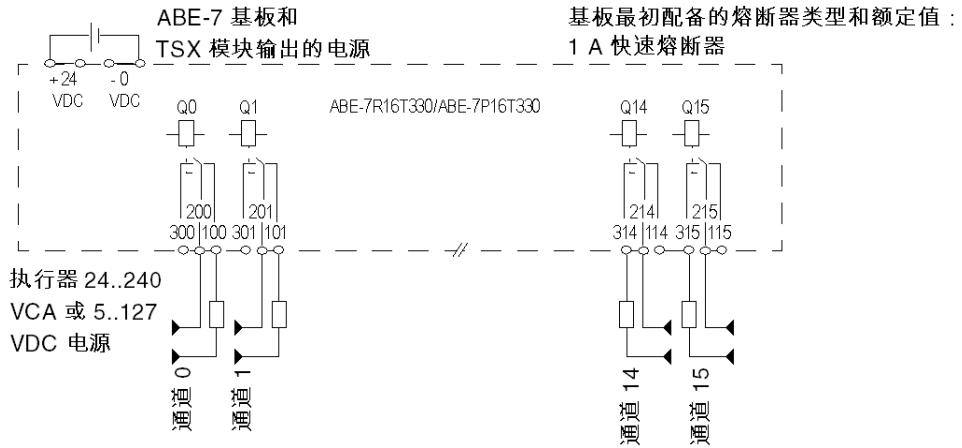 ABE-7 基板和
TSX 模块输出的电源
基板最初配备的熔断器类型和额定值：
1 A 快速熔断器
+24 VDC
-0 VDC
Q0
Q1
ABE-7R16T330/ABE-7P16T330
Q14
Q15
200
201
214
215
300
100
301
101
314
114
315
115
执行器 24..240
VCA 或 5..127
VDC 电源
通道 0
通道 1
通道 14
通道 15